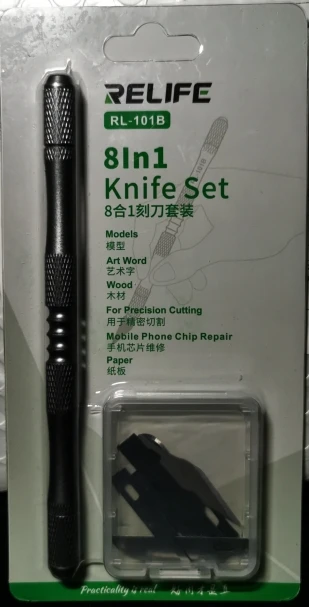 RELIFE
RL-101B
8In1
Knife Set
8合1刻刀套装
Models
模型
Art Word
艺术字
Wood
木材
For Precision Cutting
用于精密切割
Mobile Phone Chip Repair
手机芯片维修
Paper
纸板
Practicality is real